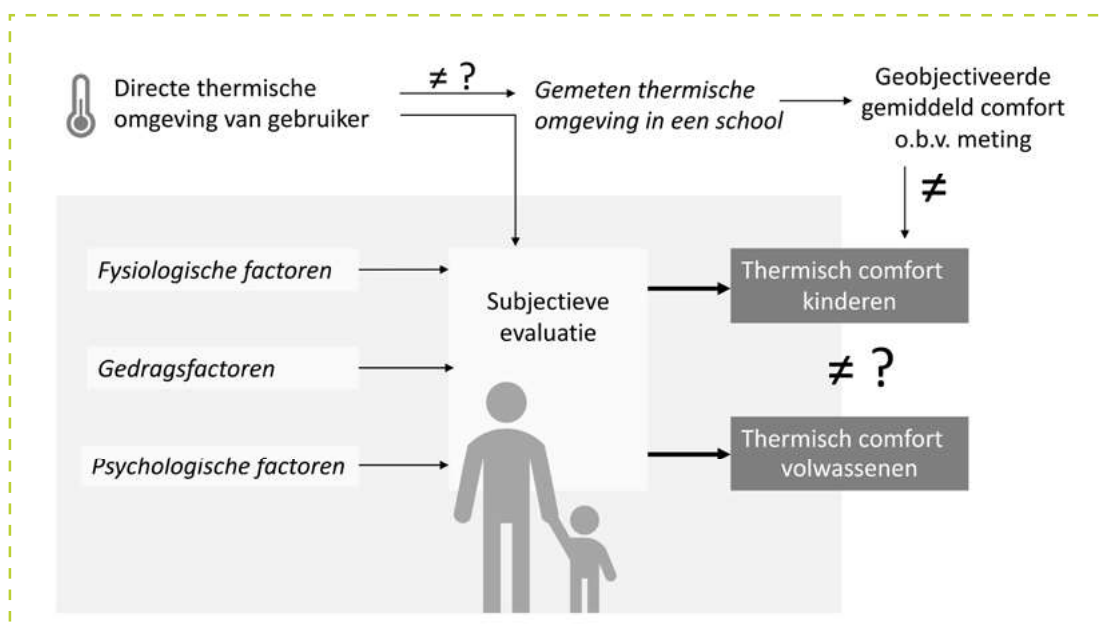 Directe thermische
omgeving van gebruiker
≠ ?
Gemeten thermische
omgeving in een school
Geobjectiveerde
gemiddeld comfort
o.b.v. meting
≠
Fysiologische factoren
Gedragsfactoren
Psychologische factoren
Subjectieve
evaluatie
Thermisch comfort
kinderen
≠ ?
Thermisch comfort
volwassenen